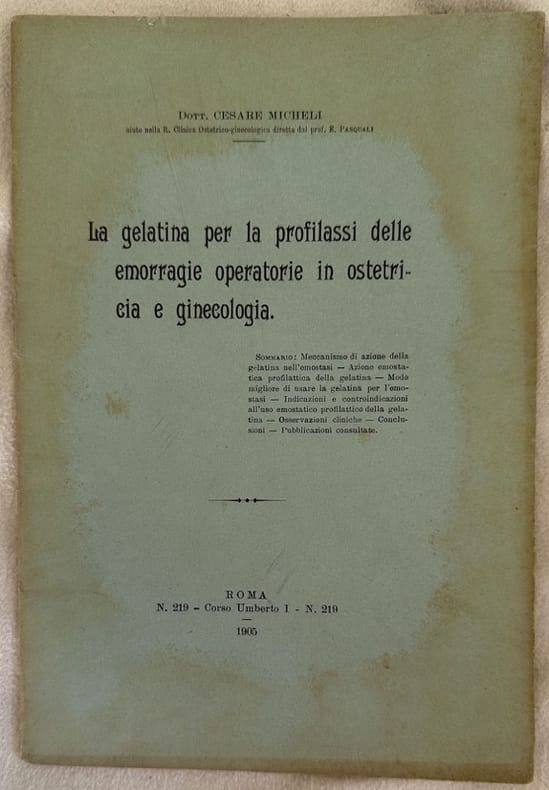 Dott. CESARE MICHELI
aiuto nella R. Clinica Ostetrico-ginecologica diretta dal prof. E. Pasquali
La gelatina per la profilassi delle
emorragie operatorie in ostetri-
cia e ginecologia.
Sommario: Meccanismo di azione della
gelatina nell'emostasi — Azione emosta-
tica profilattica della gelatina — Modo
migliore di usare la gelatina per l'emo-
stasi — Indicazioni e controindicazioni
all'uso emostatico profilattico della gela-
tina — Osservazioni cliniche — Conclu-
sioni — Pubblicazioni consultate.
ROMA
N. 219 - Corso Umberto I - N. 219
1905